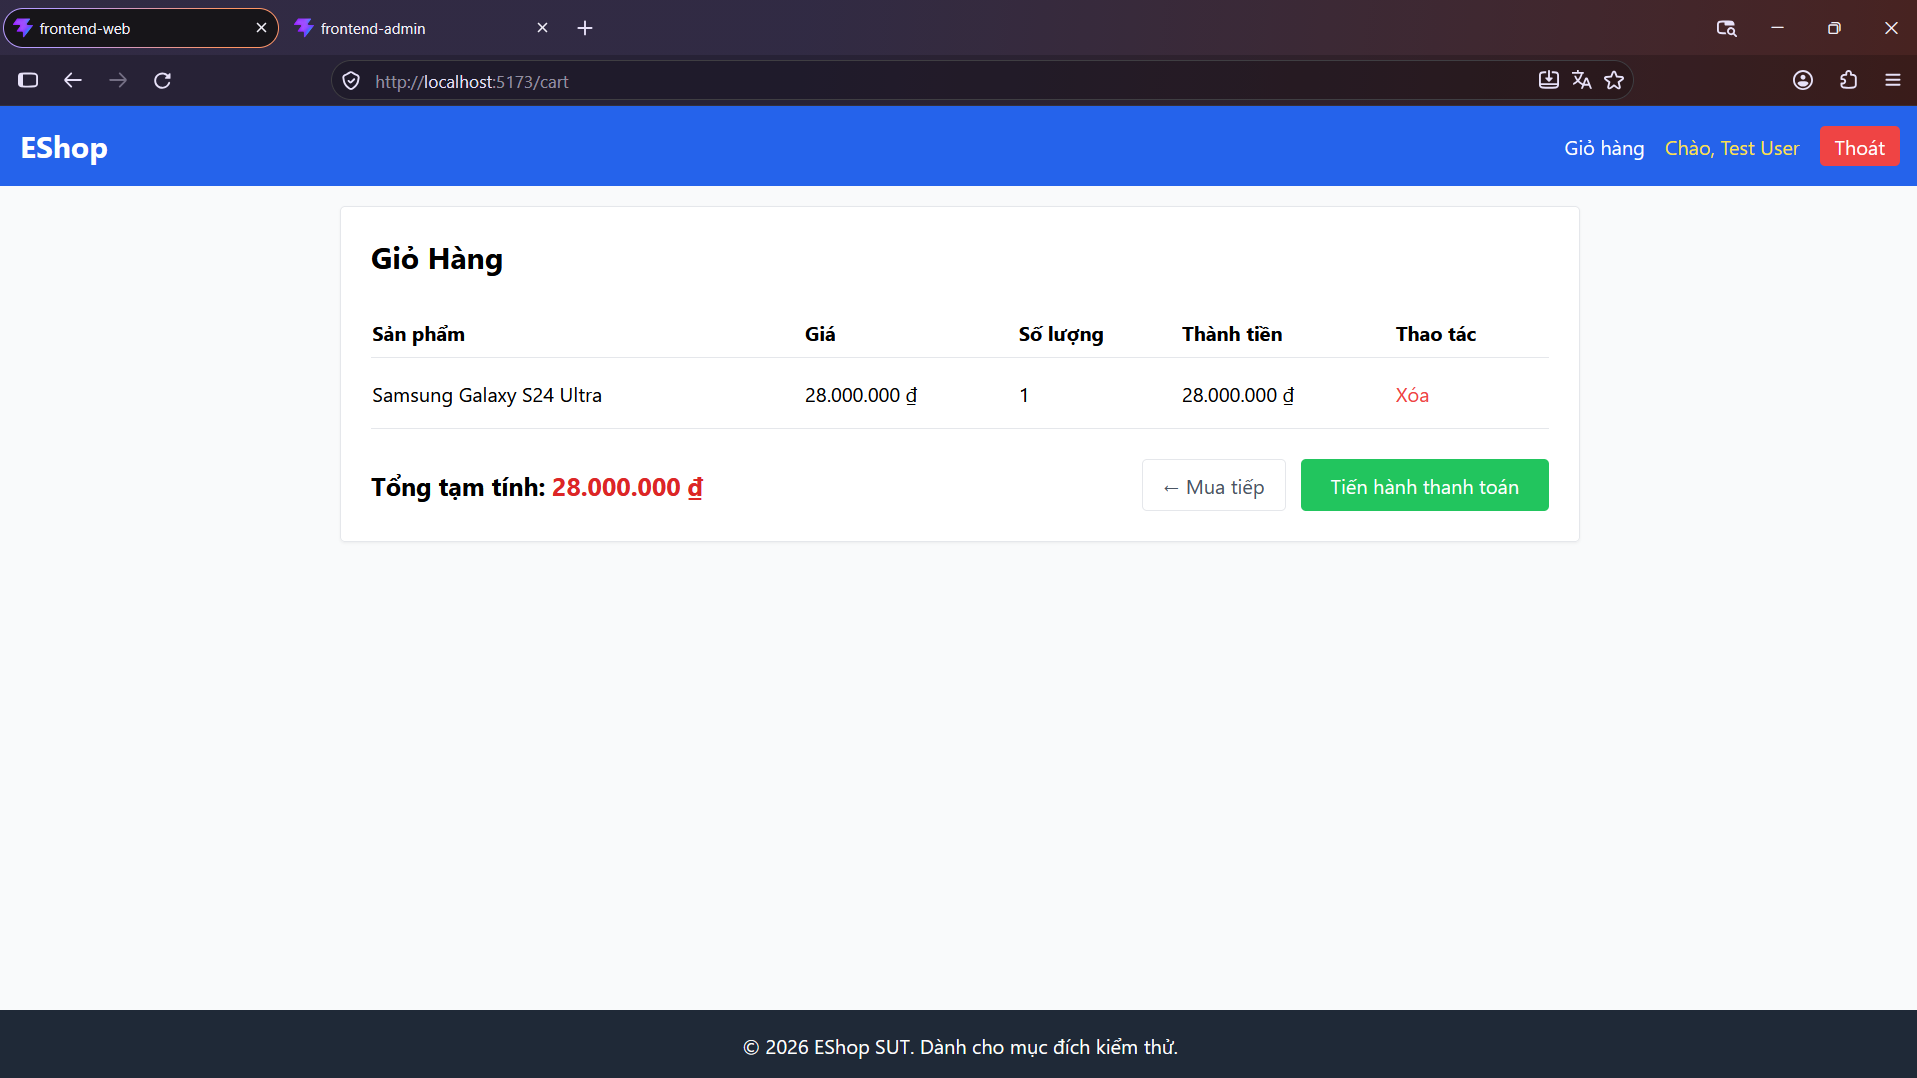 frontend-web
frontend-admin
http://localhost:5173/cart
EShop
Giỏ hàng
Chào, Test User
Thoát
Giỏ Hàng
Sản phẩm Giá Số lượng Thành tiền Thao tác
Samsung Galaxy S24 Ultra 28.000.000 ₫ 1 28.000.000 ₫ Xóa
Tổng tạm tính: 28.000.000 ₫
← Mua tiếp
Tiến hành thanh toán
© 2026 EShop SUT. Dành cho mục đích kiểm thử.